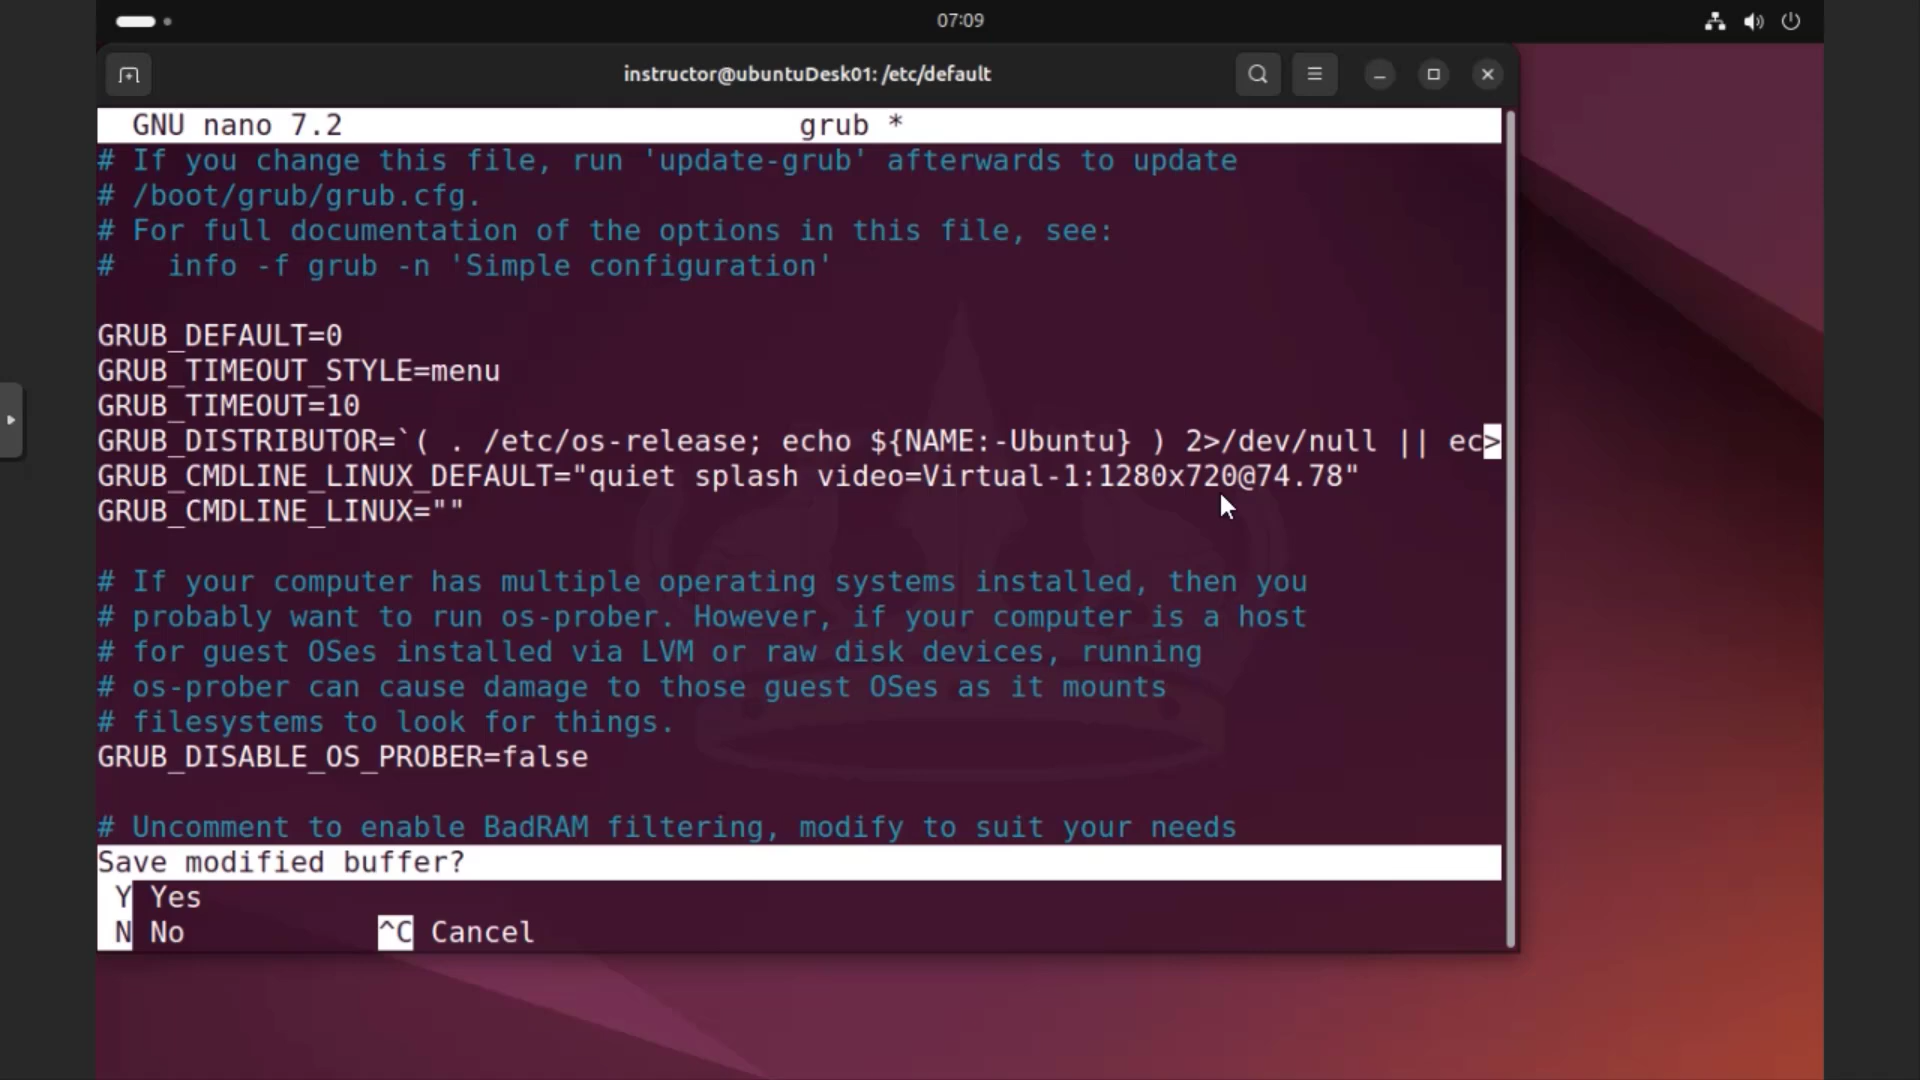 07:09
instructor@ubuntuDesk01: /etc/default
GNU nano 7.2 grub *
# If you change this file, run 'update-grub' afterwards to update
# /boot/grub/grub.cfg.
# For full documentation of the options in this file, see:
#   info -f grub -n 'Simple configuration'
GRUB_DEFAULT=0
GRUB_TIMEOUT_STYLE=menu
GRUB_TIMEOUT=10
GRUB_DISTRIBUTOR=`( . /etc/os-release; echo ${NAME:-Ubuntu} ) 2>/dev/null || ec>
GRUB_CMDLINE_LINUX_DEFAULT="quiet splash video=Virtual-1:1280x720@74.78"
GRUB_CMDLINE_LINUX=""
# If your computer has multiple operating systems installed, then you
# probably want to run os-prober. However, if your computer is a host
# for guest OSes installed via LVM or raw disk devices, running
# os-prober can cause damage to those guest OSes as it mounts
# filesystems to look for things.
GRUB_DISABLE_OS_PROBER=false
# Uncomment to enable BadRAM filtering, modify to suit your needs
Save modified buffer?
Y Yes
N No ^C Cancel